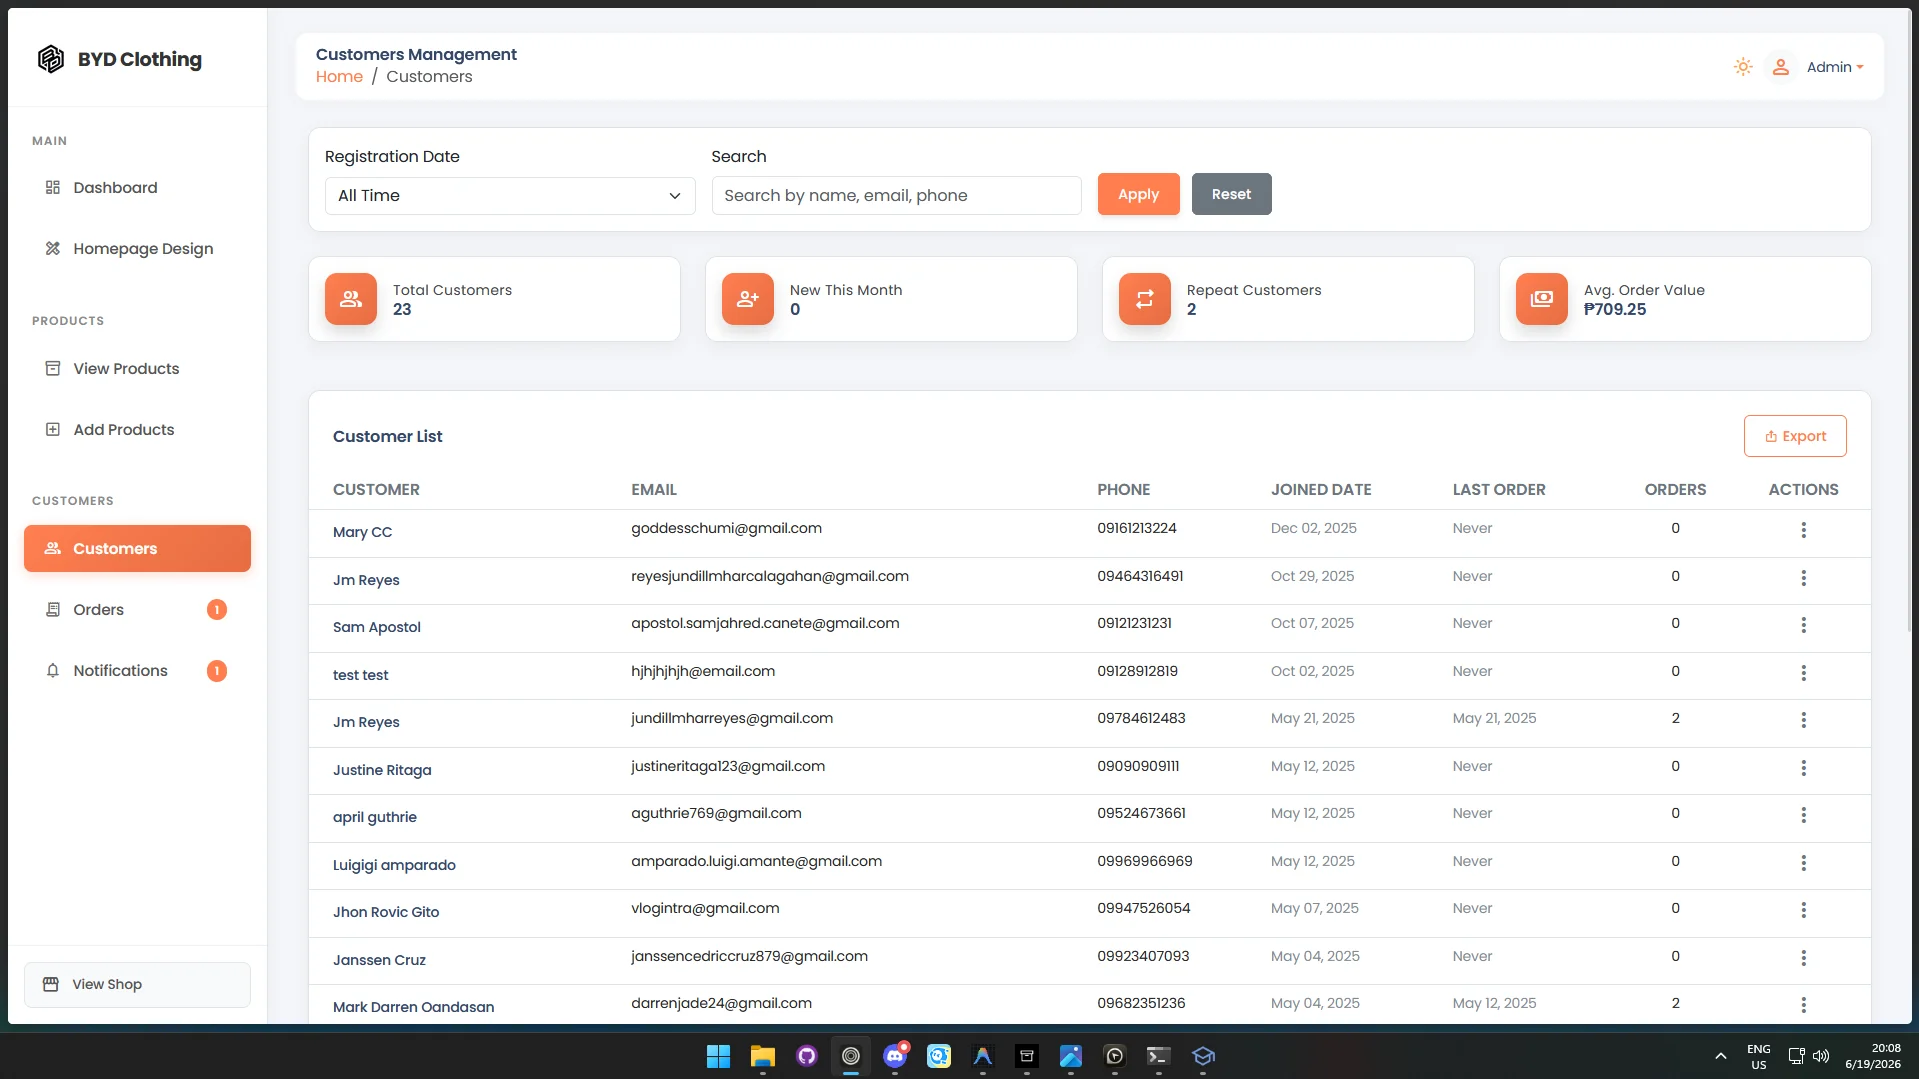 BYD Clothing
MAIN
Dashboard
Homepage Design
PRODUCTS
View Products
Add Products
CUSTOMERS
Customers
Orders 1
Notifications 1
View Shop
Customers Management
Home / Customers
Admin
Registration Date
All Time
Search
Search by name, email, phone
Apply
Reset
Total Customers
23
New This Month
0
Repeat Customers
2
Avg. Order Value
₱709.25
Customer List
Export
CUSTOMER EMAIL PHONE JOINED DATE LAST ORDER ORDERS ACTIONS
Mary CC goddesschumi@gmail.com 09161213224 Dec 02, 2025 Never 0
Jm Reyes reyesjundillmharcalagahan@gmail.com 09464316491 Oct 29, 2025 Never 0
Sam Apostol apostol.samjahred.canete@gmail.com 09121231231 Oct 07, 2025 Never 0
test test hjhjhjhjh@email.com 09128912819 Oct 02, 2025 Never 0
Jm Reyes jundillmharreyes@gmail.com 09784612483 May 21, 2025 May 21, 2025 2
Justine Ritaga justineritaga123@gmail.com 09090909111 May 12, 2025 Never 0
april guthrie aguthrie769@gmail.com 09524673661 May 12, 2025 Never 0
Luigigi amparado amparado.luigi.amante@gmail.com 09969966969 May 12, 2025 Never 0
Jhon Rovic Gito vlogintra@gmail.com 09947526054 May 07, 2025 Never 0
Janssen Cruz janssencedriccruz879@gmail.com 09923407093 May 04, 2025 Never 0
Mark Darren Oandasan darrenjade24@gmail.com 09682351236 May 04, 2025 May 12, 2025 2
ENG
US
20:08
6/19/2026